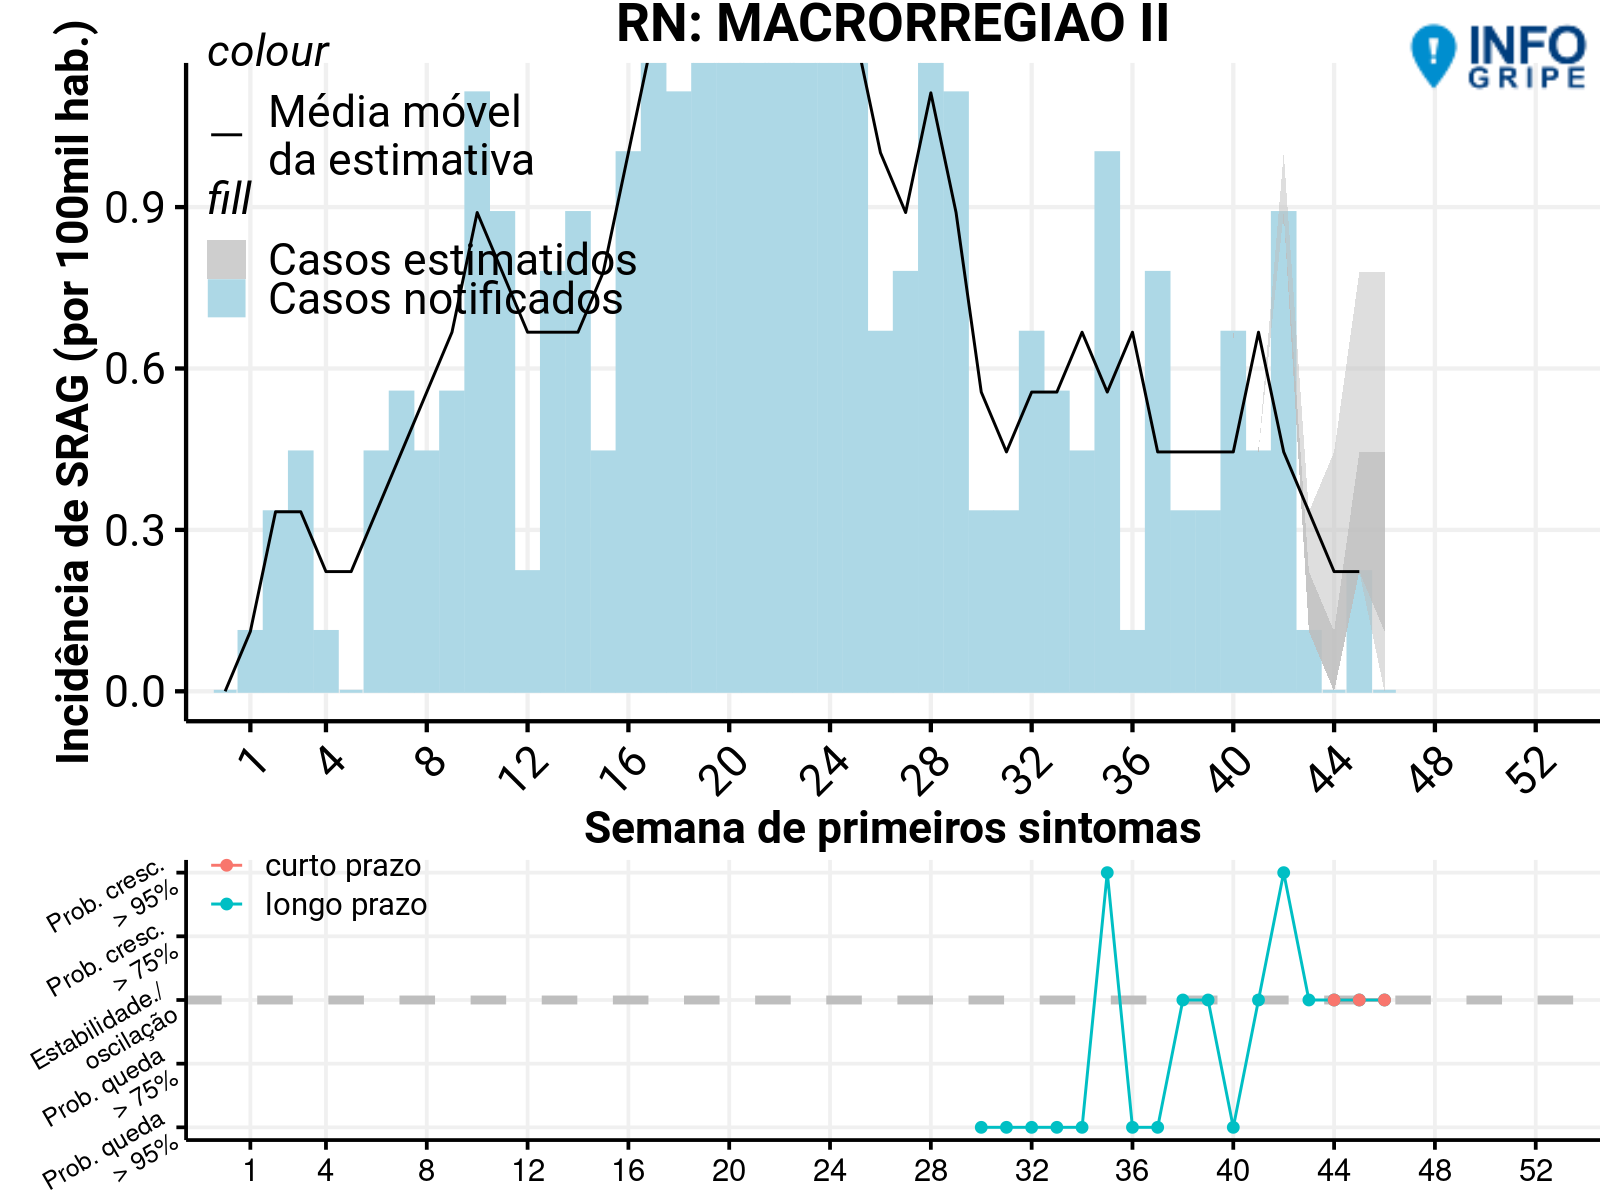 RN: MACRORREGIAO II
INFO
GRIPE
Incidência de SRAG (por 100mil hab.)
colour
Média móvel
da estimativa
fill
Casos estimatidos
Casos notificados
0.9
0.6
0.3
0.0
1 4 8 12 16 20 24 28 32 36 40 44 48 52
Semana de primeiros sintomas
curto prazo
longo prazo
Prob. cresc.
> 95%
Prob. cresc.
> 75%
Estabilidade./
oscilação
Prob. queda
> 75%
Prob. queda
> 95%
1 4 8 12 16 20 24 28 32 36 40 44 48 52